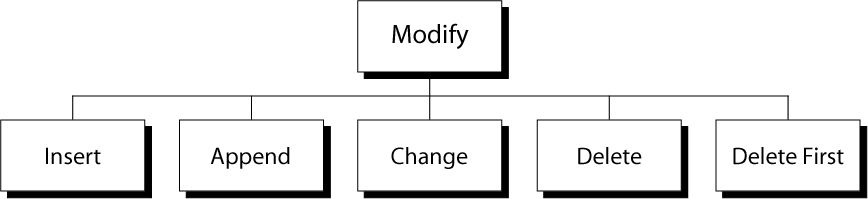 Modify
Insert
Append
Change
Delete
Delete First